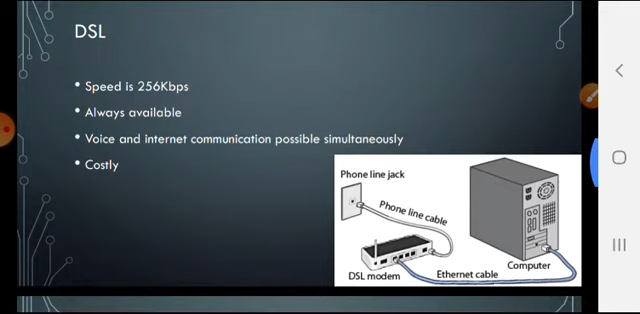 DSL
• Speed is 256Kbps
• Always available
• Voice and internet communication possible simultaneously
• Costly
Phone line jack
Phone line cable
DSL modem
Ethernet cable
Computer